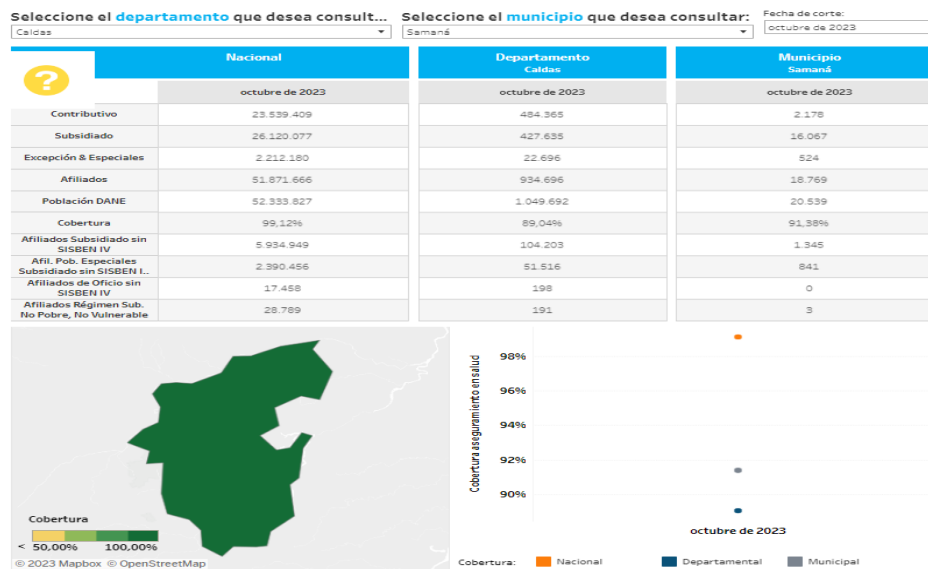 Seleccione el departamento que desea consult... Seleccione el municipio que desea consultar: Fecha de corte:
Caldas Samaná octubre de 2023
Nacional Departamento Municipio
Caldas Samaná
?
octubre de 2023 octubre de 2023 octubre de 2023
Contributivo 23.539.409 484.365 2.178
Subsidiado 26.120.077 427.635 16.067
Excepción & Especiales 2.212.180 22.696 524
Afiliados 51.871.666 934.696 18.769
Población DANE 52.333.827 1.049.692 20.539
Cobertura 99,12% 89,04% 91,38%
Afiliados Subsidiado sin
SISBEN IV 5.934.949 104.203 1.345
Afil. Pob. Especiales
Subsidiado sin SISBEN I.. 2.390.456 51.516 841
Afiliados de Oficio sin
SISBEN IV 17.458 198 0
Afiliados Régimen Sub.
No Pobre, No Vulnerable 28.789 191 3
Cobertura
< 50,00% 100,00%
© 2023 Mapbox © OpenStreetMap
Cobertura aseguramiento en salud
98%
96%
94%
92%
90%
octubre de 2023
Cobertura: Nacional Departamental Municipal